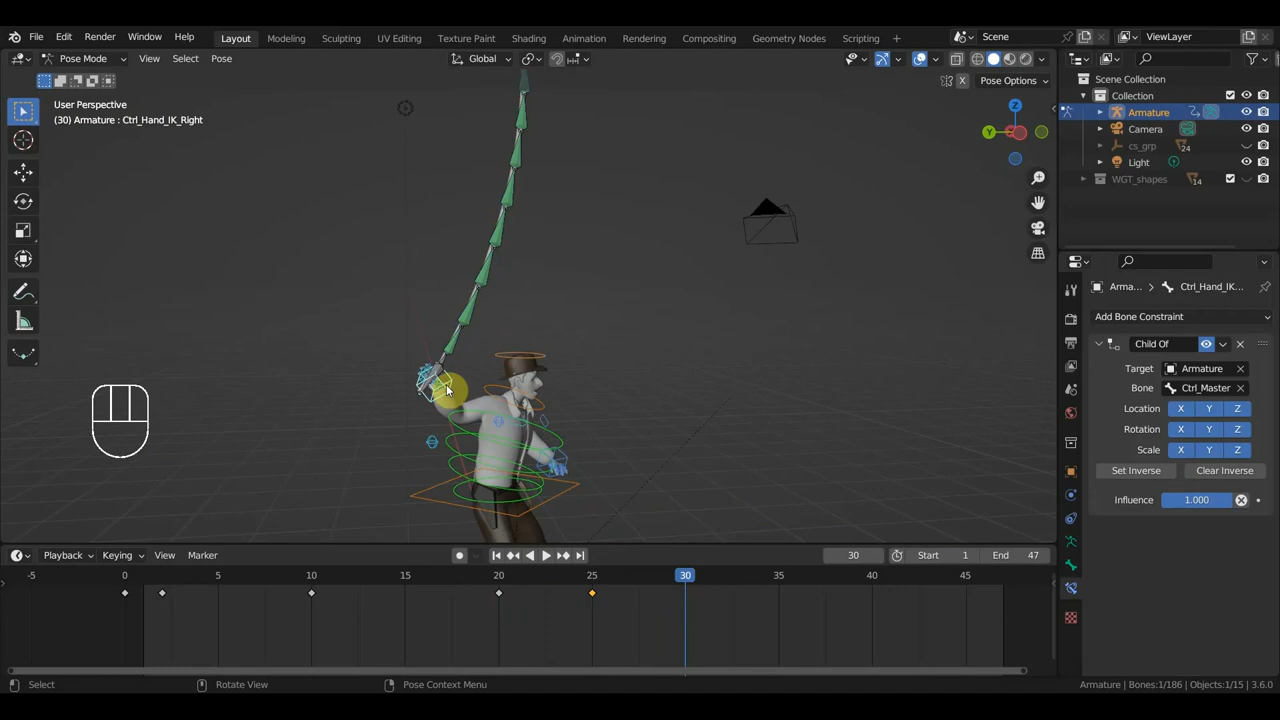 File Edit Render Window Help Layout Modeling Sculpting UV Editing Texture Paint Shading Animation Rendering Compositing Geometry Nodes Scripting + Scene ViewLayer
Pose Mode View Select Pose Global
X Pose Options
Scene Collection
Collection
Armature
Camera
cs_grp 24
Light
WGT_shapes 14
User Perspective
(30) Armature : Ctrl_Hand_IK_Right
Z
Y
Arma... > Ctrl_Hand_IK...
Add Bone Constraint
Child Of
Target Armature
Bone Ctrl_Master
Location X Y Z
Rotation X Y Z
Scale X Y Z
Set Inverse Clear Inverse
Influence 1.000
Playback Keying View Marker 30 Start 1 End 47
-5 0 5 10 15 20 25 30 35 40 45
Select Rotate View Pose Context Menu Armature | Bones:1/186 | Objects:1/15 | 3.6.0